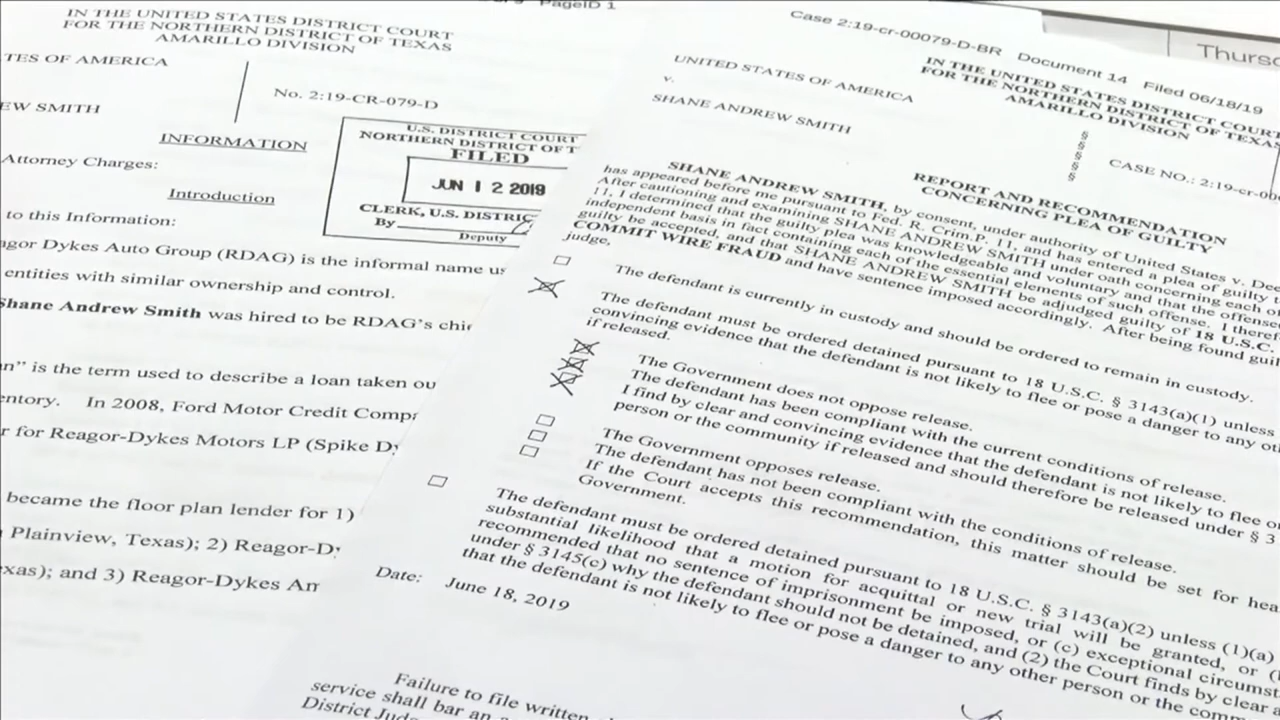 PageID 1
IN THE UNITED STATES DISTRICT COURT
FOR THE NORTHERN DISTRICT OF TEXAS
AMARILLO DIVISION
TES OF AMERICA
No. 2:19-CR-079-D
EW SMITH
INFORMATION
U.S. DISTRICT COURT
NORTHERN DISTRICT OF T
FILED
JUN 12 2019
CLERK, U.S. DISTRIC
By
Deputy
Attorney Charges:
Introduction
to this Information:
agor Dykes Auto Group (RDAG) is the informal name us
entities with similar ownership and control.
Shane Andrew Smith was hired to be RDAG's chie
an" is the term used to describe a loan taken ou
entory. In 2008, Ford Motor Credit Compa
r for Reagor-Dykes Motors LP (Spike Dy
became the floor plan lender for 1)
Plainview, Texas); 2) Reagor-Dy
xas); and 3) Reagor-Dykes Am
Case 2:19-cr-00079-D-BR Document 14 Filed 06/18/19
Thursd
IN THE UNITED STATES DISTRICT COURT
FOR THE NORTHERN DISTRICT OF TEXAS
AMARILLO DIVISION
UNITED STATES OF AMERICA
v.
SHANE ANDREW SMITH
§
§
§
§
§
CASE NO.: 2:19-cr-00
REPORT AND RECOMMENDATION
CONCERNING PLEA OF GUILTY
SHANE ANDREW SMITH, by consent, under authority of United States v. Dee
has appeared before me pursuant to Fed. R. Crim.P. 11, and has entered a plea of guilty t
After cautioning and examining SHANE ANDREW SMITH under oath concerning each o
11, I determined that the guilty plea was knowledgeable and voluntary and that the offense
independent basis in fact containing each of the essential elements of such offense. I theref
guilty be accepted, and that SHANE ANDREW SMITH be adjudged guilty of 18 U.S.C.
COMMIT WIRE FRAUD and have sentence imposed accordingly. After being found guil
judge,
The defendant is currently in custody and should be ordered to remain in custody.
The defendant must be ordered detained pursuant to 18 U.S.C. § 3143(a)(1) unless
convincing evidence that the defendant is not likely to flee or pose a danger to any oth
if released.
The Government does not oppose release.
The defendant has been compliant with the current conditions of release.
I find by clear and convincing evidence that the defendant is not likely to flee o
person or the community if released and should therefore be released under § 3
The Government opposes release.
The defendant has not been compliant with the conditions of release.
If the Court accepts this recommendation, this matter should be set for hea
Government.
The defendant must be ordered detained pursuant to 18 U.S.C. § 3143(a)(2) unless (1)(a)
substantial likelihood that a motion for acquittal or new trial will be granted, or (
recommended that no sentence of imprisonment be imposed, or (c) exceptional circumst
under § 3145(c) why the defendant should not be detained, and (2) the Court finds by clear a
that the defendant is not likely to flee or pose a danger to any other person or the comm
Date: June 18, 2019
Failure to file written
service shall bar an a
District Jud